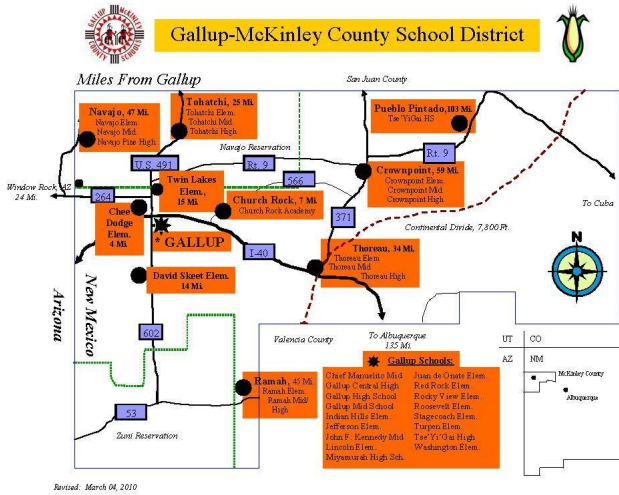 GALLUP
McKINLEY
COUNTY
SCHOOLS
Gallup-McKinley County School District
Miles From Gallup
San Juan County
Navajo, 47 Mi.
Navajo Elem
Navajo Mid
Navajo Pine High
Tohatchi, 25 Mi.
Tohatchi Elem
Tohatchi Mid
Tohatchi High
Pueblo Pintado, 103 Mi.
Tse'YiGai HS
Navajo Reservation
U.S. 491
Rt. 9
Rt. 9
Window Rock, AZ
24 Mi.
264
Twin Lakes
Elem.,
15 Mi.
566
Crownpoint, 59 Mi.
Crownpoint Elem.
Crownpoint Mid
Crownpoint High
To Cuba
Church Rock, 7 Mi.
Church Rock Academy
Chee
Dodge
Elem.
4 Mi.
371
Continental Divide, 7,800 Ft.
* GALLUP
N
I-40
Thoreau, 34 mi.
Thoreau Elem
Thoreau Mid
Thoreau High
David Skeet Elem.
14 Mi.
Arizona
New Mexico
602
Valencia County
To Albuquerque
135 Mi.
UT
CO
AZ
NM
McKinley County
Albuquerque
Ramah, 45 Mi
Ramah Elem.
Ramah Mid/
High
53
Zuni Reservation
Gallup Schools:
Chief Manuelito Mid
Gallup Central High
Gallup High School
Gallup Mid School
Indian Hills Elem
Jefferson Elem.
John F. Kennedy Mid
Lincoln Elem.
Miyamurah High Sch.
Juan de Onate Elem.
Red Rock Elem.
Rocky View Elem.
Roosevelt Elem.
Stagecoach Elem.
Turpen Elem.
Tse'Yi'Gai High
Washington Elem.
Revised: March 04, 2010